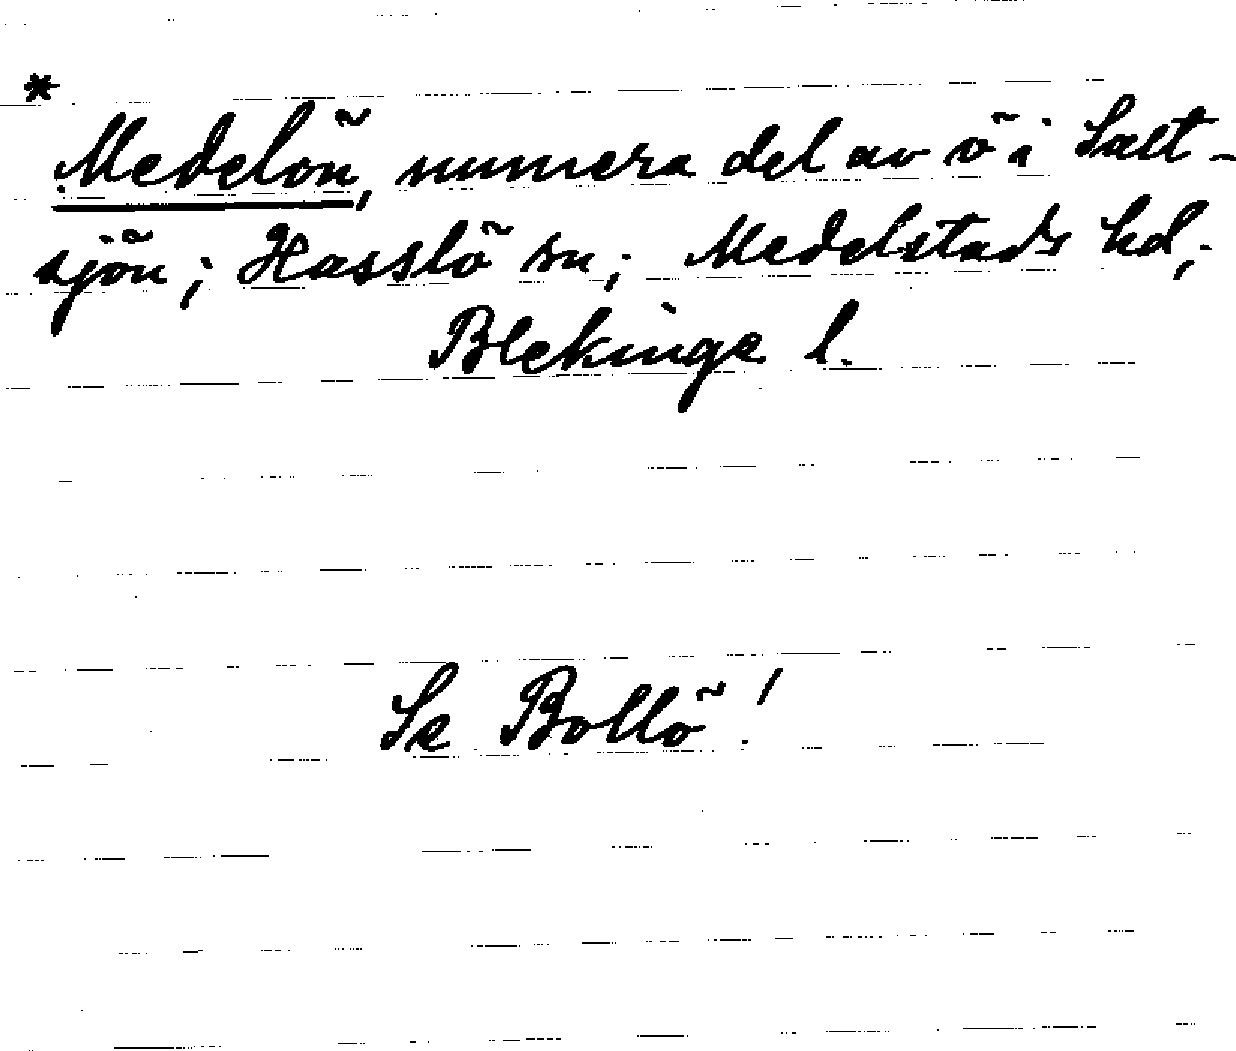 *
Medelön, numera del av ö i Salt-
sjön; Hasslö sn; Medelstads hd;
Blekinge l.
Se Bollö!